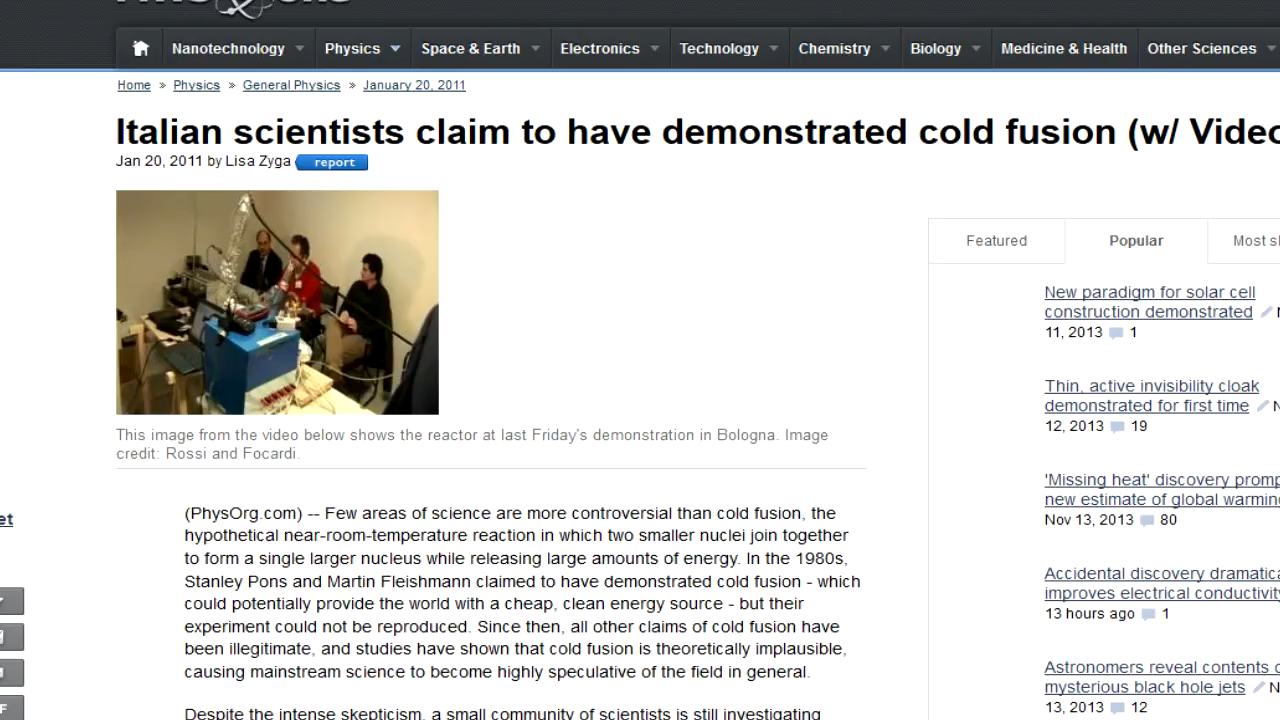 Nanotechnology Physics Space & Earth Electronics Technology Chemistry Biology Medicine & Health Other Sciences
Home » Physics » General Physics » January 20, 2011
Italian scientists claim to have demonstrated cold fusion (w/ Video
Jan 20, 2011 by Lisa Zyga report
This image from the video below shows the reactor at last Friday's demonstration in Bologna. Image
credit: Rossi and Focardi.
(PhysOrg.com) -- Few areas of science are more controversial than cold fusion, the
hypothetical near-room-temperature reaction in which two smaller nuclei join together
to form a single larger nucleus while releasing large amounts of energy. In the 1980s,
Stanley Pons and Martin Fleishmann claimed to have demonstrated cold fusion - which
could potentially provide the world with a cheap, clean energy source - but their
experiment could not be reproduced. Since then, all other claims of cold fusion have
been illegitimate, and studies have shown that cold fusion is theoretically implausible,
causing mainstream science to become highly speculative of the field in general.
Despite the intense skepticism, a small community of scientists is still investigating
Featured Popular Most
New paradigm for solar cell
construction demonstrated
11, 2013 1
Thin, active invisibility cloak
demonstrated for first time
12, 2013 19
'Missing heat' discovery
new estimate of global
Nov 13, 2013 80
Accidental discovery
improves electrical
13 hours ago 1
Astronomers reveal contents
mysterious black hole jets
13, 2013 12